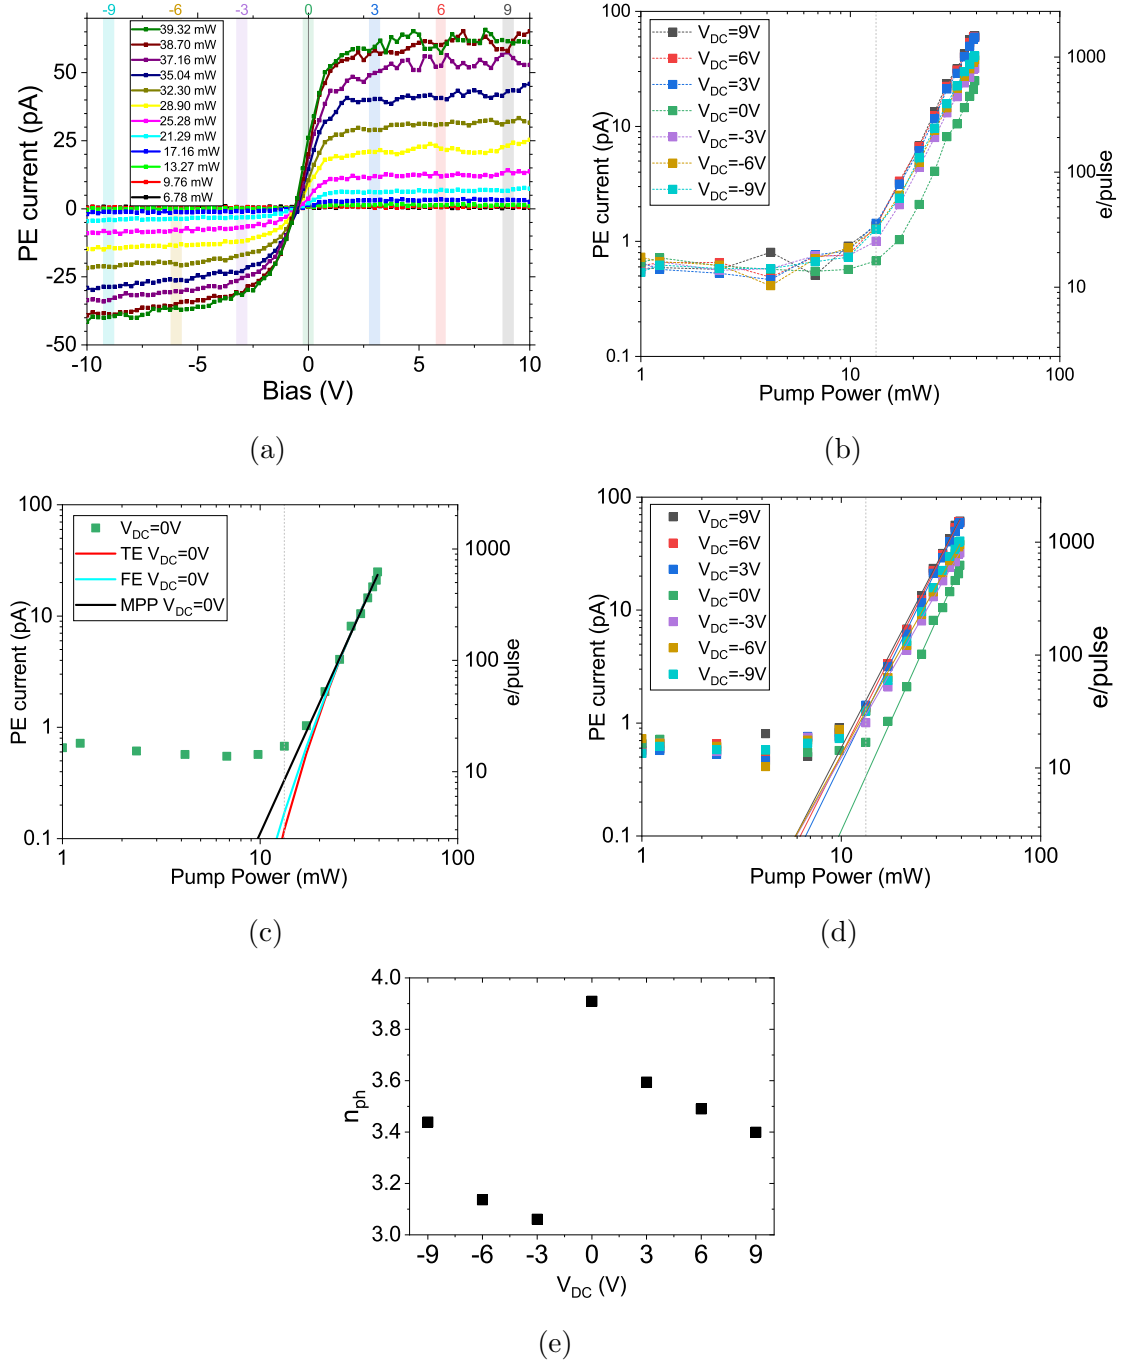 -9 -6 -3 0 3 6 9
39.32 mW
38.70 mW
37.16 mW
35.04 mW
32.30 mW
28.90 mW
25.28 mW
21.29 mW
17.16 mW
13.27 mW
9.76 mW
6.78 mW
50
25
0
-25
-50
PE current (pA)
-10 -5 0 5 10
Bias (V)
(a)
V_DC=9V
V_DC=6V
V_DC=3V
V_DC=0V
V_DC=-3V
V_DC=-6V
V_DC=-9V
100
10
1
0.1
PE current (pA)
1000
100
10
e/pulse
1 10 100
Pump Power (mW)
(b)
V_DC=0V
TE V_DC=0V
FE V_DC=0V
MPP V_DC=0V
100
10
1
0.1
PE current (pA)
1000
100
10
e/pulse
1 10 100
Pump Power (mW)
(c)
V_DC=9V
V_DC=6V
V_DC=3V
V_DC=0V
V_DC=-3V
V_DC=-6V
V_DC=-9V
100
10
1
0.1
PE current (pA)
1000
100
10
e/pulse
1 10 100
Pump Power (mW)
(d)
4.0
3.8
3.6
3.4
3.2
3.0
n_ph
-9 -6 -3 0 3 6 9
V_DC (V)
(e)